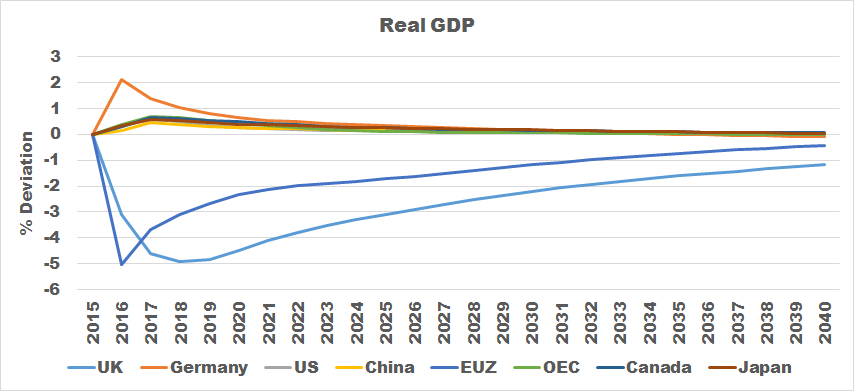 Real GDP
% Deviation
3
2
1
0
-1
-2
-3
-4
-5
-6
2015 2016 2017 2018 2019 2020 2021 2022 2023 2024 2025 2026 2027 2028 2029 2030 2031 2032 2033 2034 2035 2036 2037 2038 2039 2040
UK Germany US China EUZ OEC Canada Japan